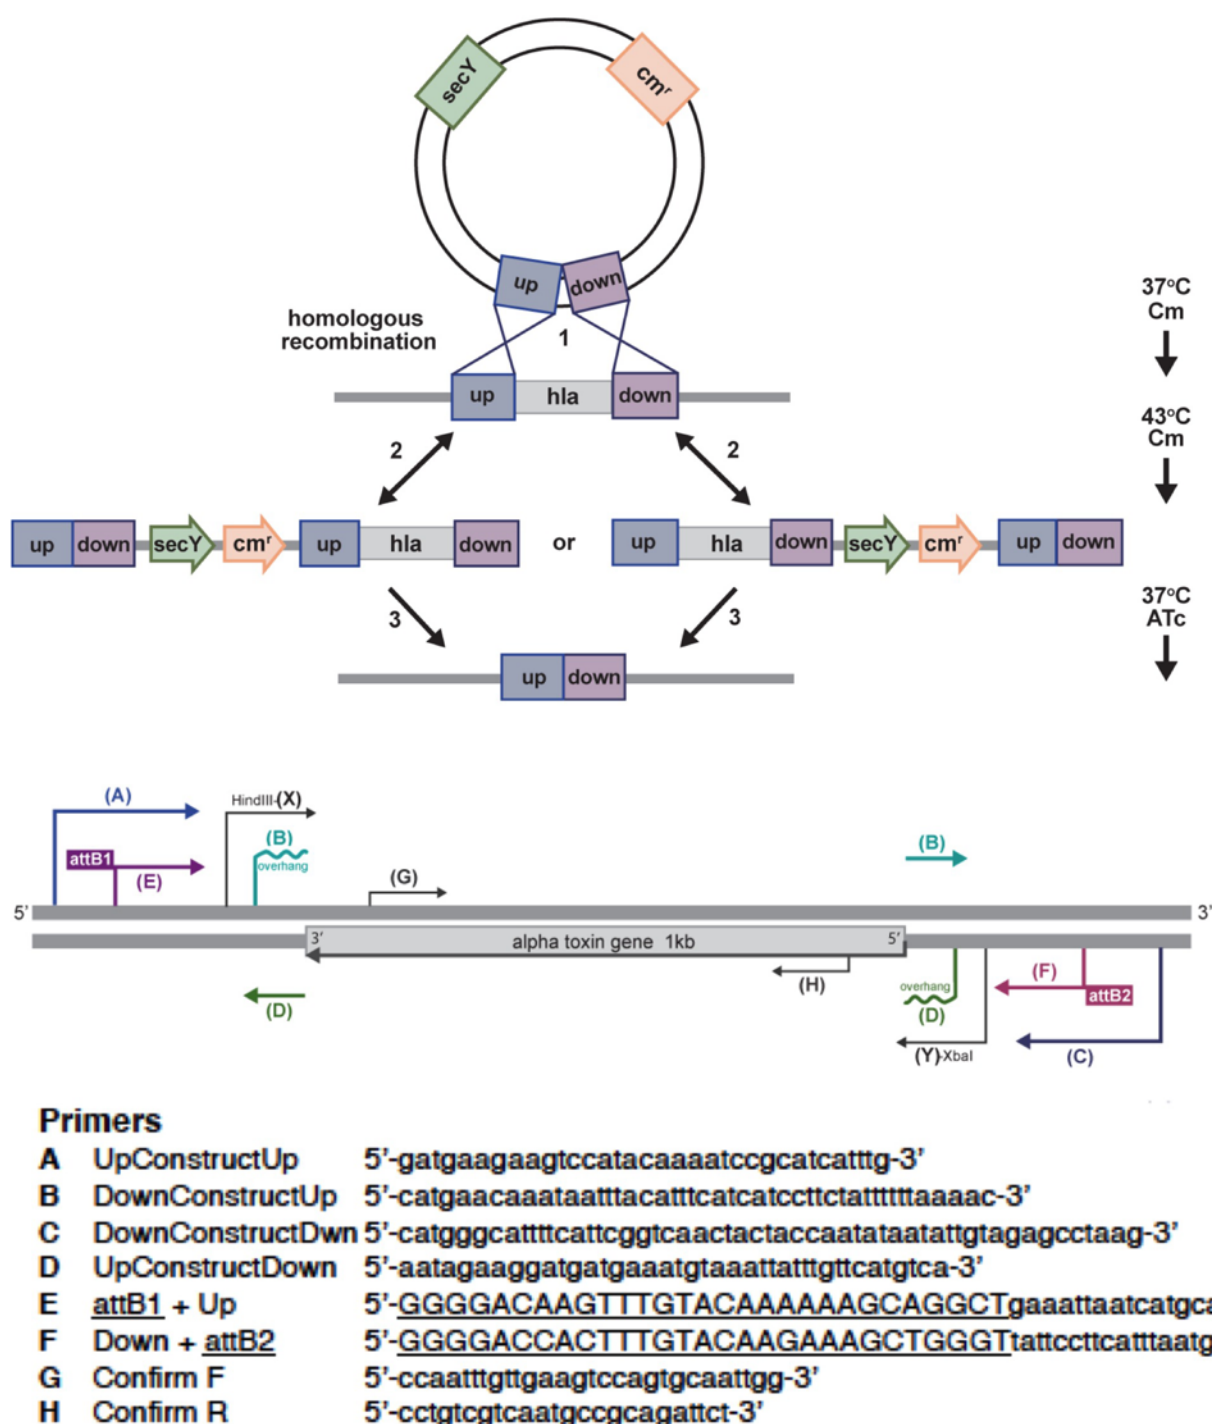 secY
cmʳ
up
down
homologous
recombination
1
37°C
Cm
up
hla
down
43°C
Cm
2
2
up
down
secY
cmʳ
up
hla
down
or
up
hla
down
secY
cmʳ
up
down
3
3
37°C
ATc
up
down
(A)
HindIII-(X)
attB1
(E)
(B)
overhang
(G)
(B)
5'
3'
3'
alpha toxin gene 1kb
5'
(D)
(H)
overhang
(D)
(F)
attB2
(Y)-XbaI
(C)
Primers
A UpConstructUp 5'-gatgaagaagtccatacaaaatccgcatcatttg-3'
B DownConstructUp 5'-catgaacaaataatttacatttcatcatccttctattttttaaaac-3'
C DownConstructDwn 5'-catgggcattttcattcggtcaactactaccaatataatattgtagagcctaag-3'
D UpConstructDown 5'-aatagaaggatgatgaaatgtaaattatttgttcatgtca-3'
E attB1 + Up 5'-GGGGACAAGTTTGTACAAAAAAGCAGGCTgaaattaatcatgca
F Down + attB2 5'-GGGGACCACTTTGTACAAGAAAGCTGGGTtattccttcatttaatg
G Confirm F 5'-ccaatttgttgaagtccagtgcaattgg-3'
H Confirm R 5'-cctgtcgtcaatgccgcagattct-3'